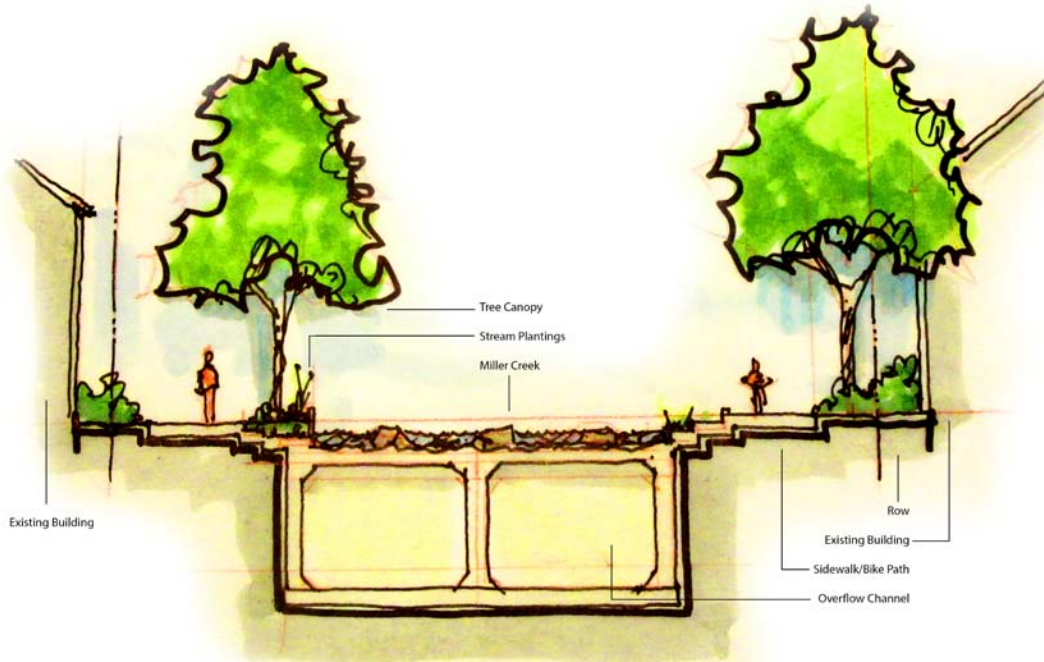 Tree Canopy
Stream Plantings
Miller Creek
Existing Building
Row
Existing Building
Sidewalk/Bike Path
Overflow Channel